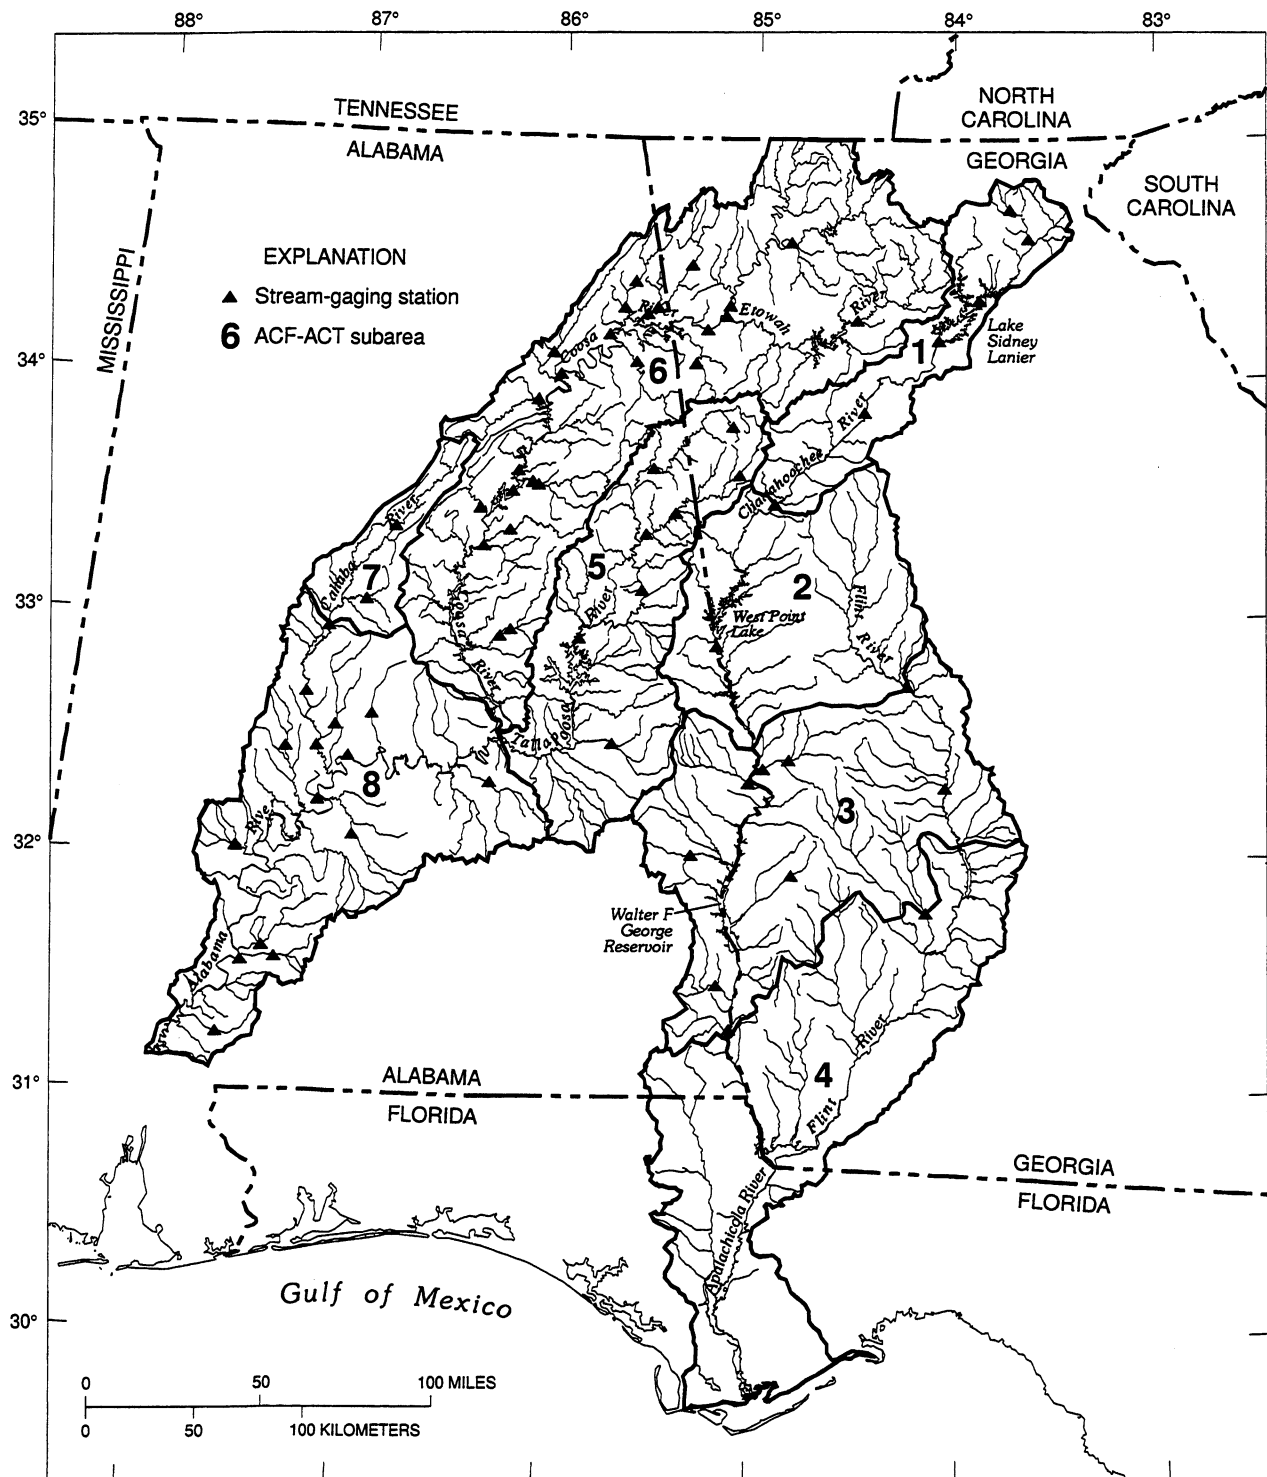 88° 87° 86° 85° 84° 83°
35°
TENNESSEE
ALABAMA
NORTH
CAROLINA
GEORGIA
SOUTH
CAROLINA
MISSISSIPPI
EXPLANATION
Stream-gaging station
6 ACF-ACT subarea
34°
Coosa
River
6
Etowah
River
1
Lake
Sidney
Lanier
Chattahoochee
River
Cahaba
River
7
33°
5
2
West Point
Lake
Flint
River
Coosa
River
Tallapoosa
River
8
3
32°
Walter F
George
Reservoir
Alabama
River
31°
ALABAMA
FLORIDA
4
Flint
River
GEORGIA
FLORIDA
Apalachicola River
Gulf of Mexico
30°
0 50 100 MILES
0 50 100 KILOMETERS